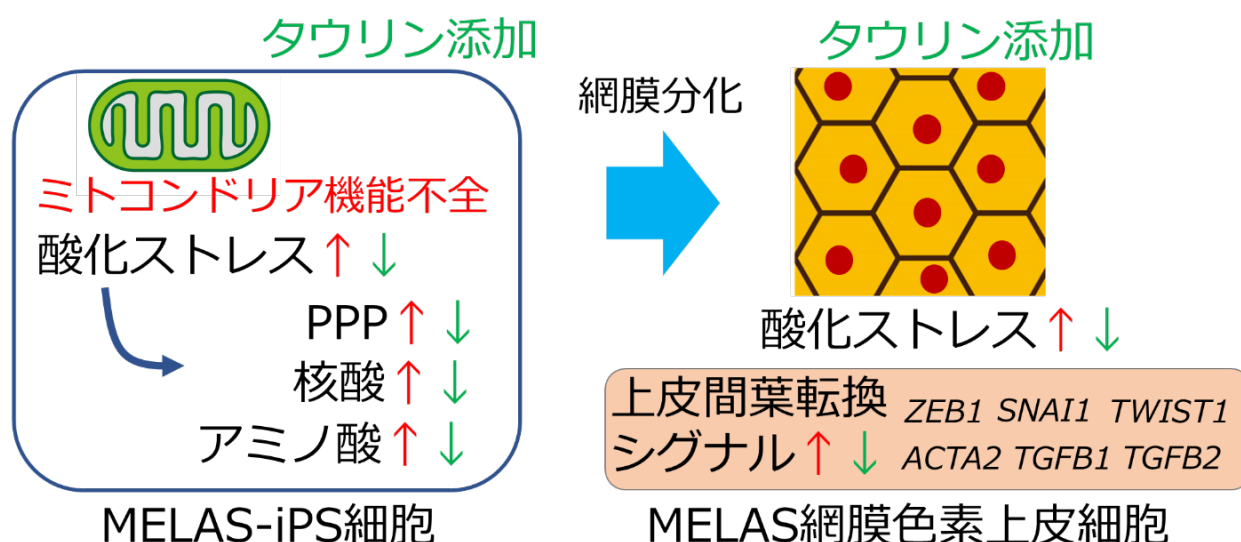 タウリン添加
ミトコンドリア機能不全
酸化ストレス↑↓
PPP↑↓
核酸↑↓
アミノ酸↑↓
MELAS-iPS細胞
網膜分化
タウリン添加
酸化ストレス↑↓
上皮間葉転換 ZEB1 SNAI1 TWIST1
シグナル↑↓ ACTA2 TGFB1 TGFB2
MELAS網膜色素上皮細胞